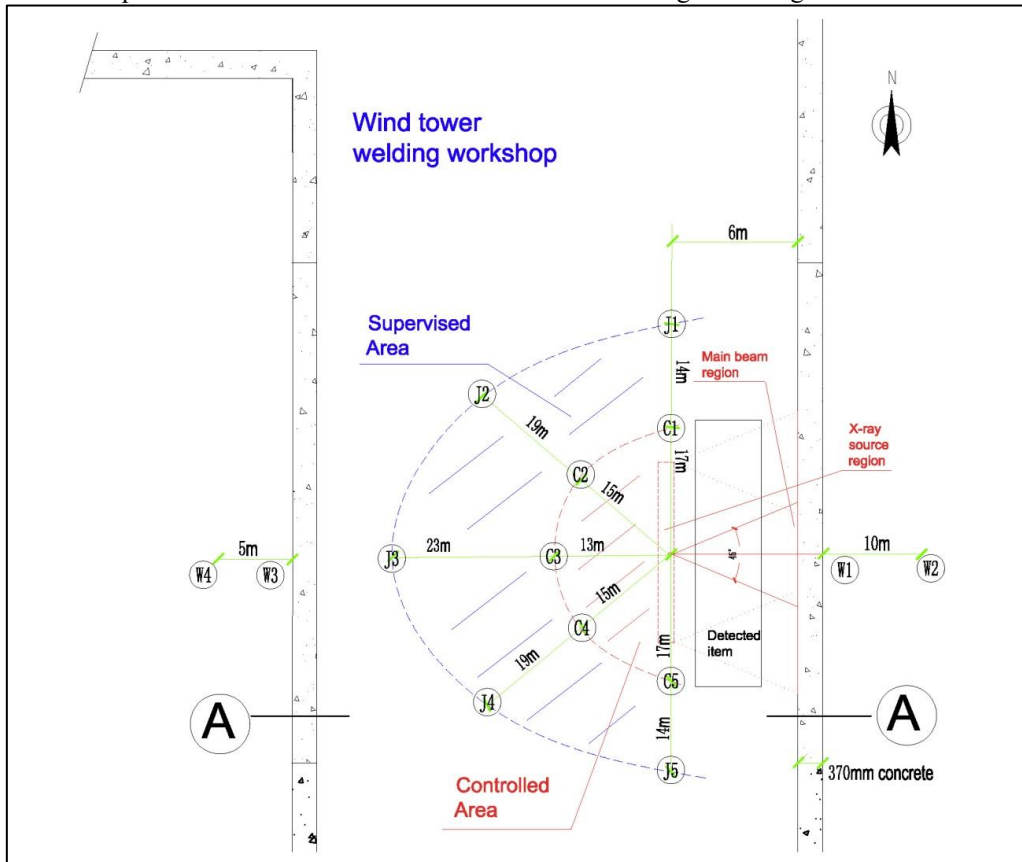 N
Wind tower
welding workshop
6m
J1
Supervised
Area
Main beam
region
14m
J2
X-ray
source
region
C1
19m
17m
C2
15m
5m
23m
13m
10m
J3
C3
W4
W3
W1
W2
15m
Detected
item
C4
17m
19m
C5
J4
A
A
14m
J5
370mm concrete
Controlled
Area